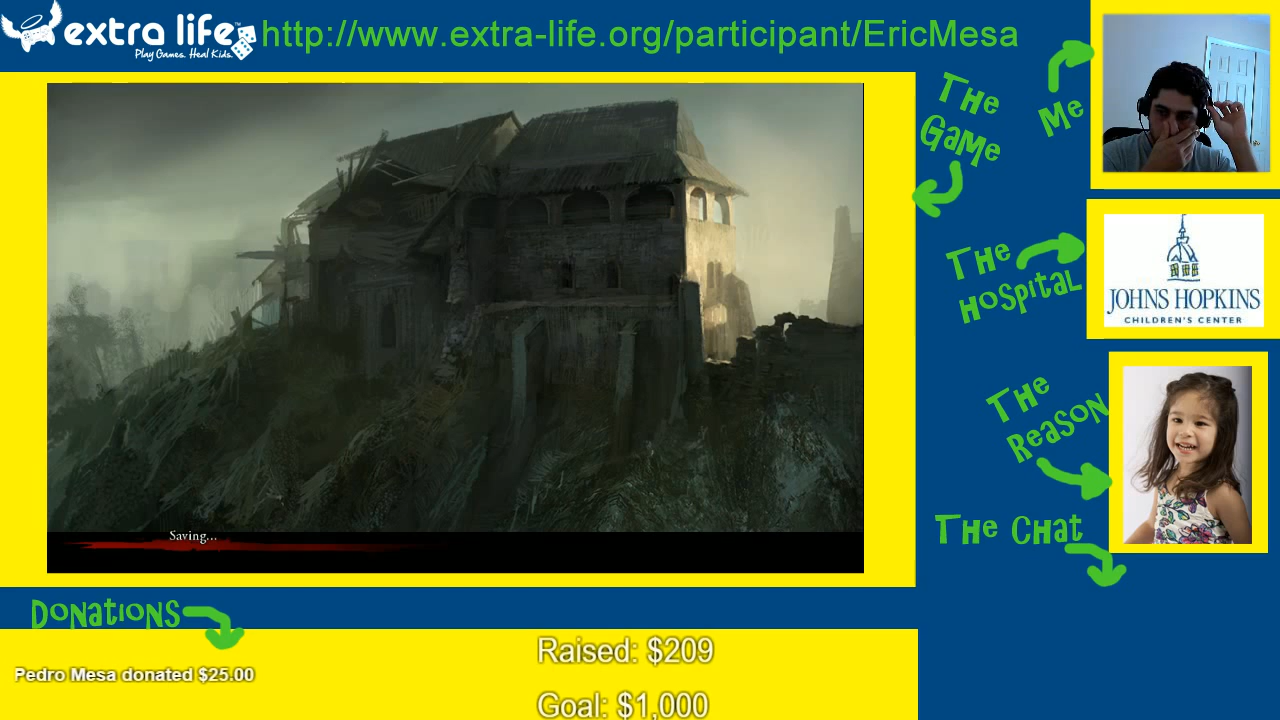 extra life
Play Games. Heal Kids.
http://www.extra-life.org/participant/EricMesa
The Game
Me
The Hospital
JOHNS HOPKINS
CHILDREN'S CENTER
The Reason
The Chat
Saving...
Donations
Pedro Mesa donated $25.00
Raised: $209
Goal: $1,000